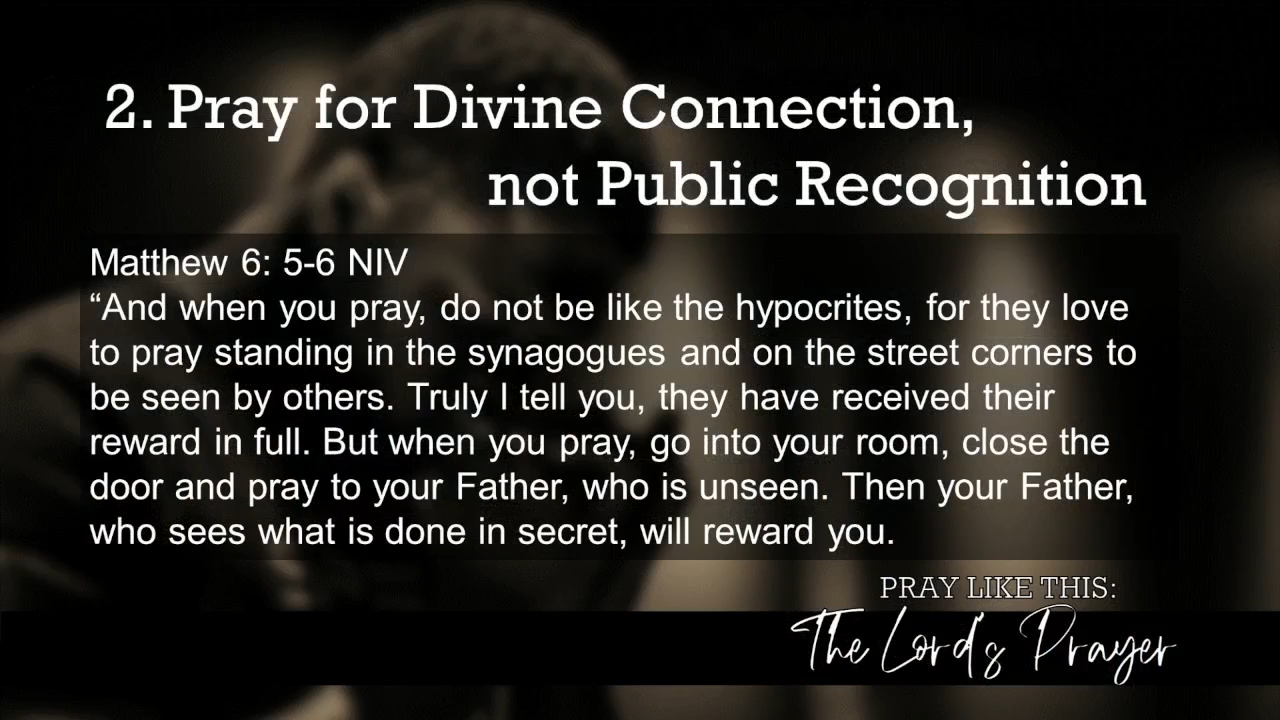 2. Pray for Divine Connection,
not Public Recognition
Matthew 6: 5-6 NIV
“And when you pray, do not be like the hypocrites, for they love
to pray standing in the synagogues and on the street corners to
be seen by others. Truly I tell you, they have received their
reward in full. But when you pray, go into your room, close the
door and pray to your Father, who is unseen. Then your Father,
who sees what is done in secret, will reward you.
PRAY LIKE THIS:
The Lord's Prayer